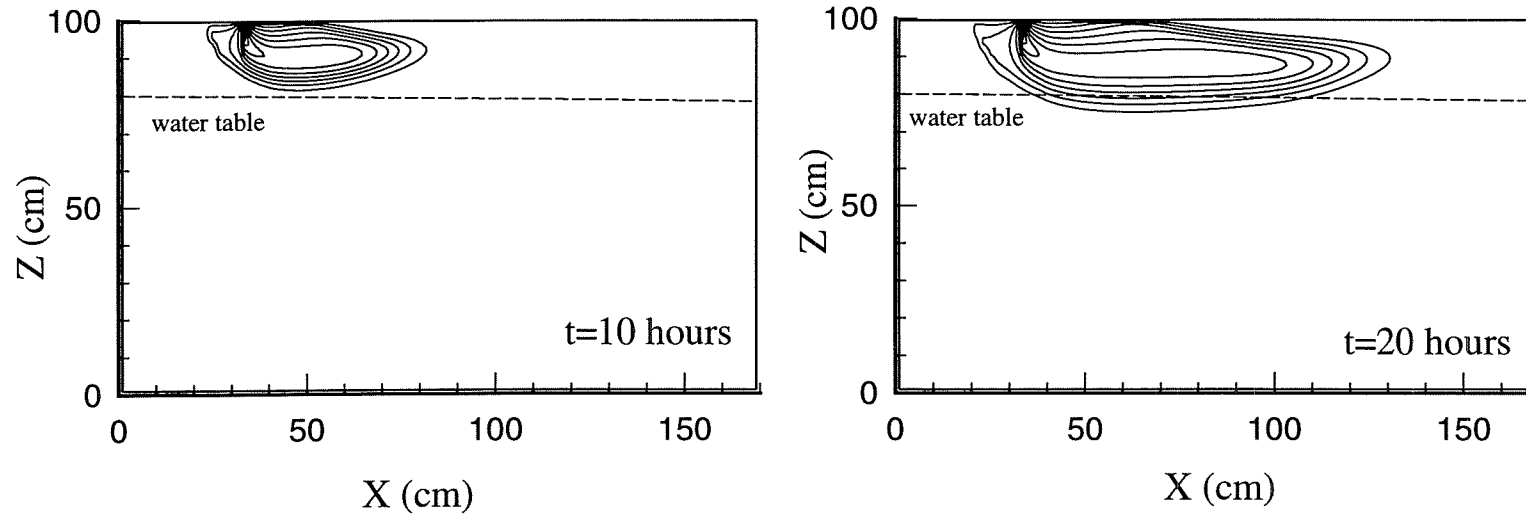 100
50
0
Z (cm)
water table
t=10 hours
0 50 100 150
X (cm)
100
50
0
Z (cm)
water table
t=20 hours
0 50 100 150
X (cm)